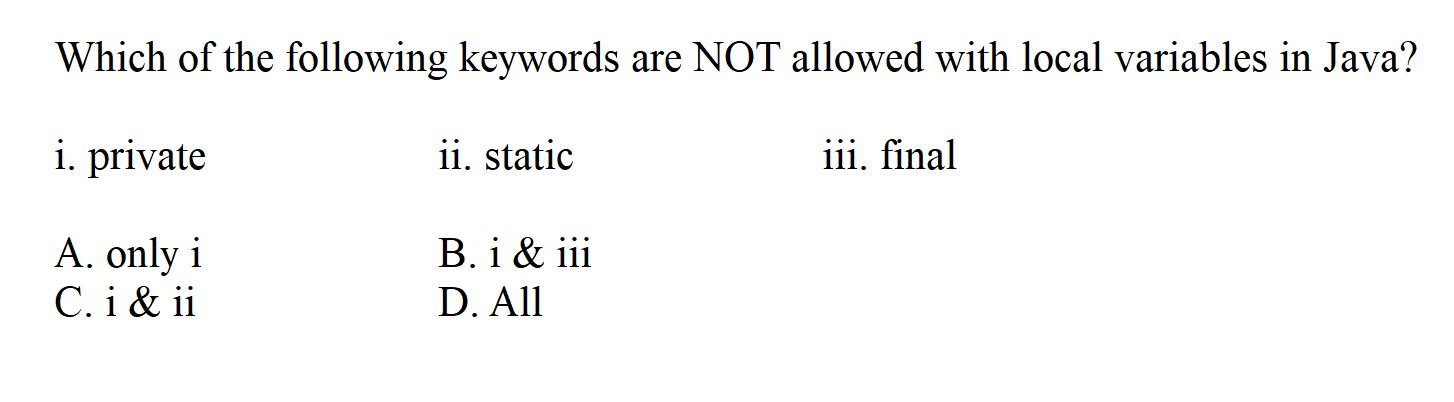 Which of the following keywords are NOT allowed with local variables in Java?
i. private ii. static iii. final
A. only i B. i & iii
C. i & ii D. All